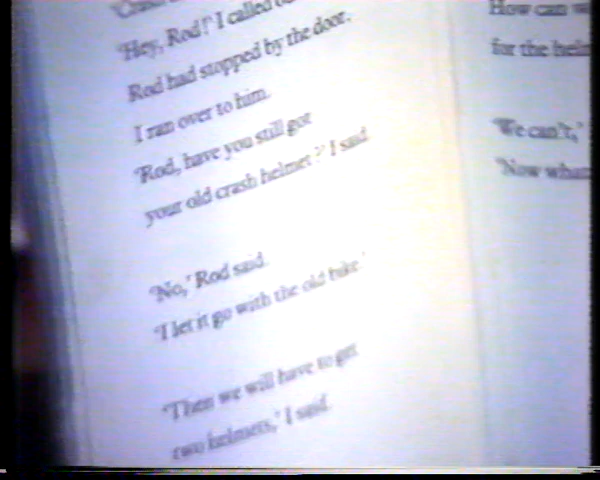 'Hey, Rod!' I called
Rod had stopped by the door.
I ran over to him.
'Rod, have you still got
your old crash helmet?' I said.
'No,' Rod said.
'I let it go with the old bike.'
'Then we will have to get
two helmets,' I said.
How can
for the
'We can't,'
'Now